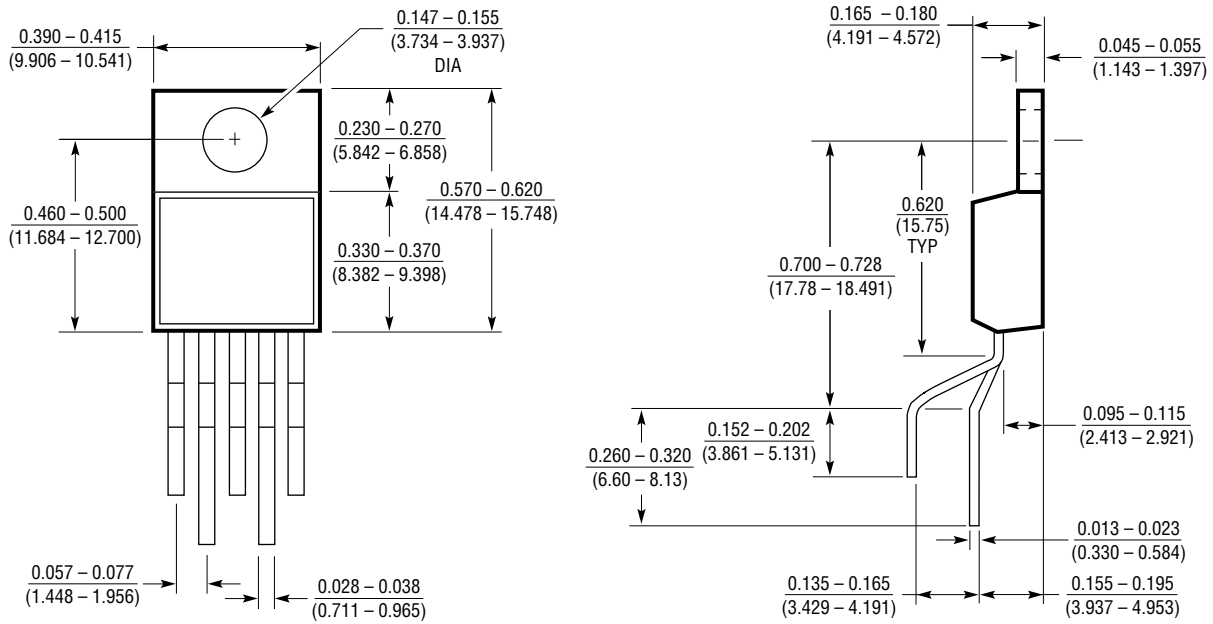 0.390 – 0.415
(9.906 – 10.541)
0.147 – 0.155
(3.734 – 3.937)
DIA
0.230 – 0.270
(5.842 – 6.858)
0.570 – 0.620
(14.478 – 15.748)
0.460 – 0.500
(11.684 – 12.700)
0.330 – 0.370
(8.382 – 9.398)
0.057 – 0.077
(1.448 – 1.956)
0.028 – 0.038
(0.711 – 0.965)
0.165 – 0.180
(4.191 – 4.572)
0.045 – 0.055
(1.143 – 1.397)
0.620
(15.75)
TYP
0.700 – 0.728
(17.78 – 18.491)
0.152 – 0.202
(3.861 – 5.131)
0.260 – 0.320
(6.60 – 8.13)
0.095 – 0.115
(2.413 – 2.921)
0.013 – 0.023
(0.330 – 0.584)
0.135 – 0.165
(3.429 – 4.191)
0.155 – 0.195
(3.937 – 4.953)